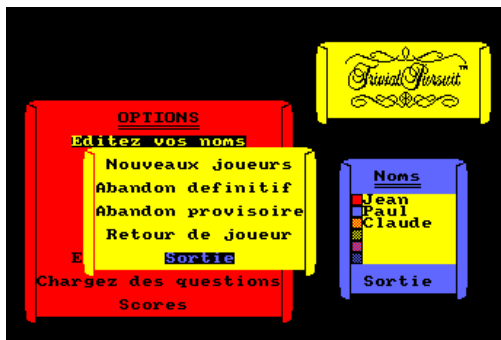 Trivial Pursuit™
OPTIONS
Editez vos noms
Nouveaux joueurs
Abandon definitif
Abandon provisoire
Retour de joueur
E
Sortie
Chargez des questions
Scores
Noms
Jean
Paul
Claude
Sortie